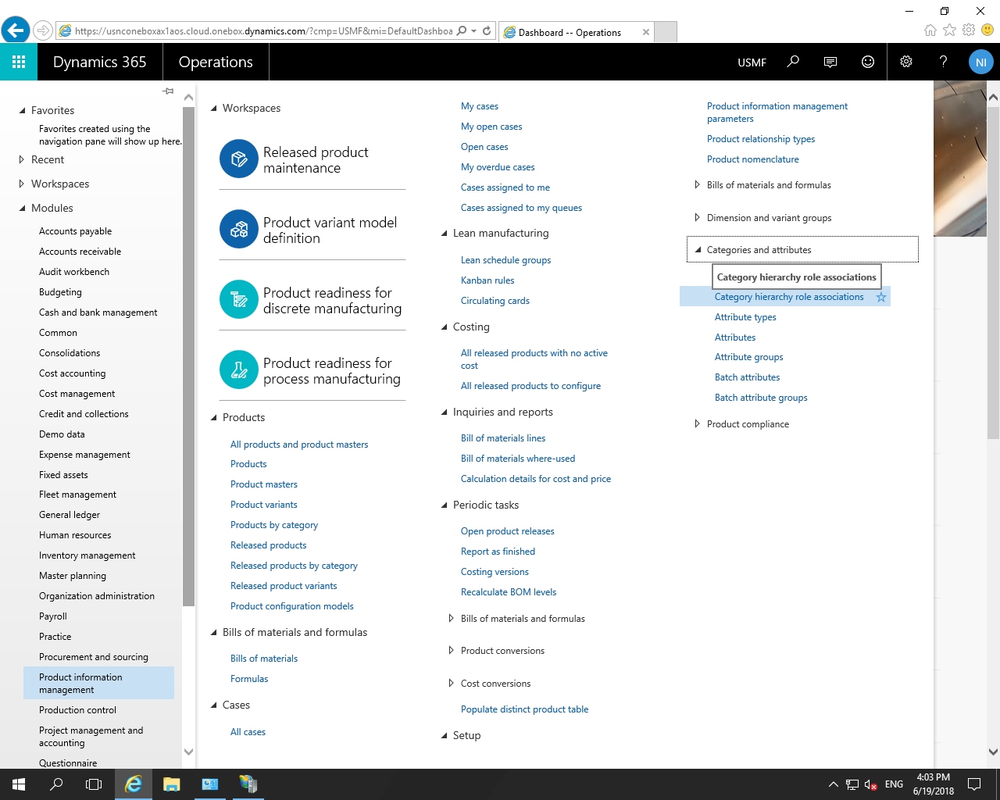 https://usnconeboxax1aos.cloud.onebox.dynamics.com/?cmp=USMF&mi=DefaultDashboa
Dashboard -- Operations
Dynamics 365
Operations
USMF
?
NI
Favorites
Favorites created using the
navigation pane will show up here.
Recent
Workspaces
Modules
Accounts payable
Accounts receivable
Audit workbench
Budgeting
Cash and bank management
Common
Consolidations
Cost accounting
Cost management
Credit and collections
Demo data
Expense management
Fixed assets
Fleet management
General ledger
Human resources
Inventory management
Master planning
Organization administration
Payroll
Practice
Procurement and sourcing
Product information
management
Production control
Project management and
accounting
Questionnaire
Workspaces
Released product
maintenance
Product variant model
definition
Product readiness for
discrete manufacturing
Product readiness for
process manufacturing
Products
All products and product masters
Products
Product masters
Product variants
Products by category
Released products
Released products by category
Released product variants
Product configuration models
Bills of materials and formulas
Bills of materials
Formulas
Cases
All cases
My cases
My open cases
Open cases
My overdue cases
Cases assigned to me
Cases assigned to my queues
Lean manufacturing
Lean schedule groups
Kanban rules
Circulating cards
Costing
All released products with no active
cost
All released products to configure
Inquiries and reports
Bill of materials lines
Bill of materials where-used
Calculation details for cost and price
Periodic tasks
Open product releases
Report as finished
Costing versions
Recalculate BOM levels
Bills of materials and formulas
Product conversions
Cost conversions
Populate distinct product table
Setup
Product information management
parameters
Product relationship types
Product nomenclature
Bills of materials and formulas
Dimension and variant groups
Categories and attributes
Category hierarchy role associations
Category hierarchy role associations
Attribute types
Attributes
Attribute groups
Batch attributes
Batch attribute groups
Product compliance
ENG
4:03 PM
6/19/2018